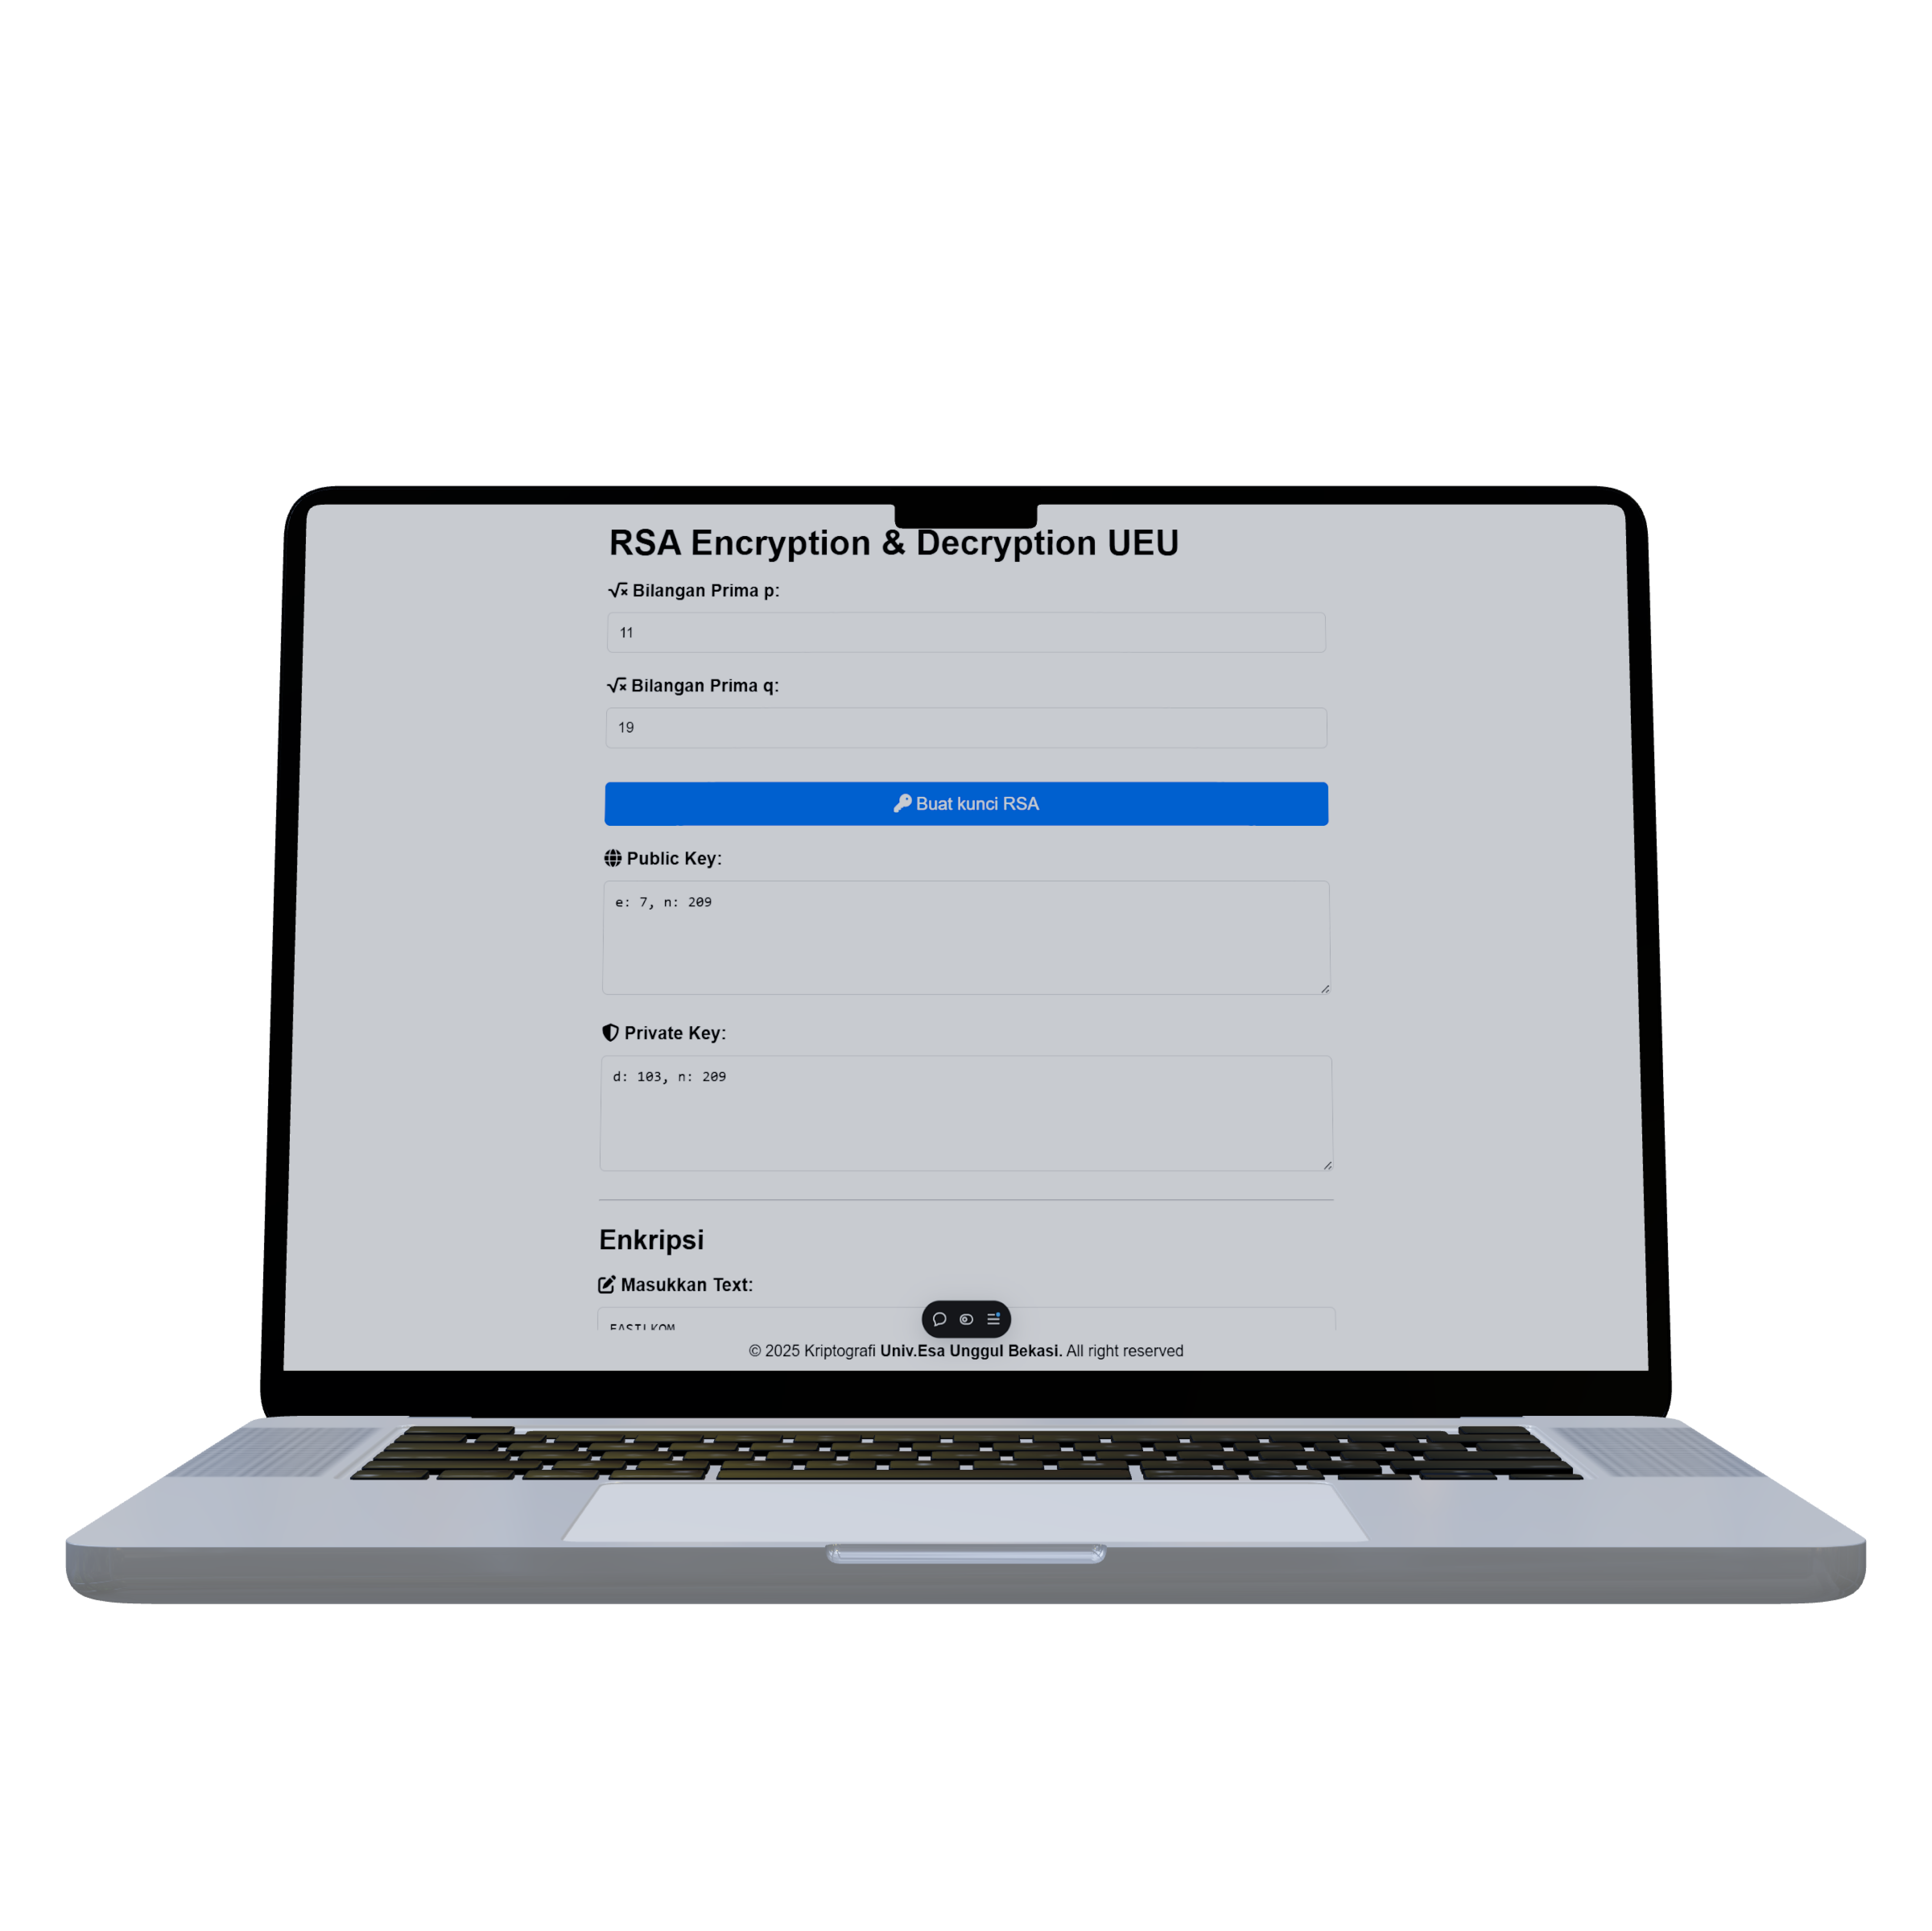 RSA Encryption & Decryption UEU
Bilangan Prima p:
11
Bilangan Prima q:
19
Buat kunci RSA
Public Key:
e: 7, n: 209
Private Key:
d: 103, n: 209
Enkripsi
Masukkan Text:
© 2025 Kriptografi Univ.Esa Unggul Bekasi. All right reserved